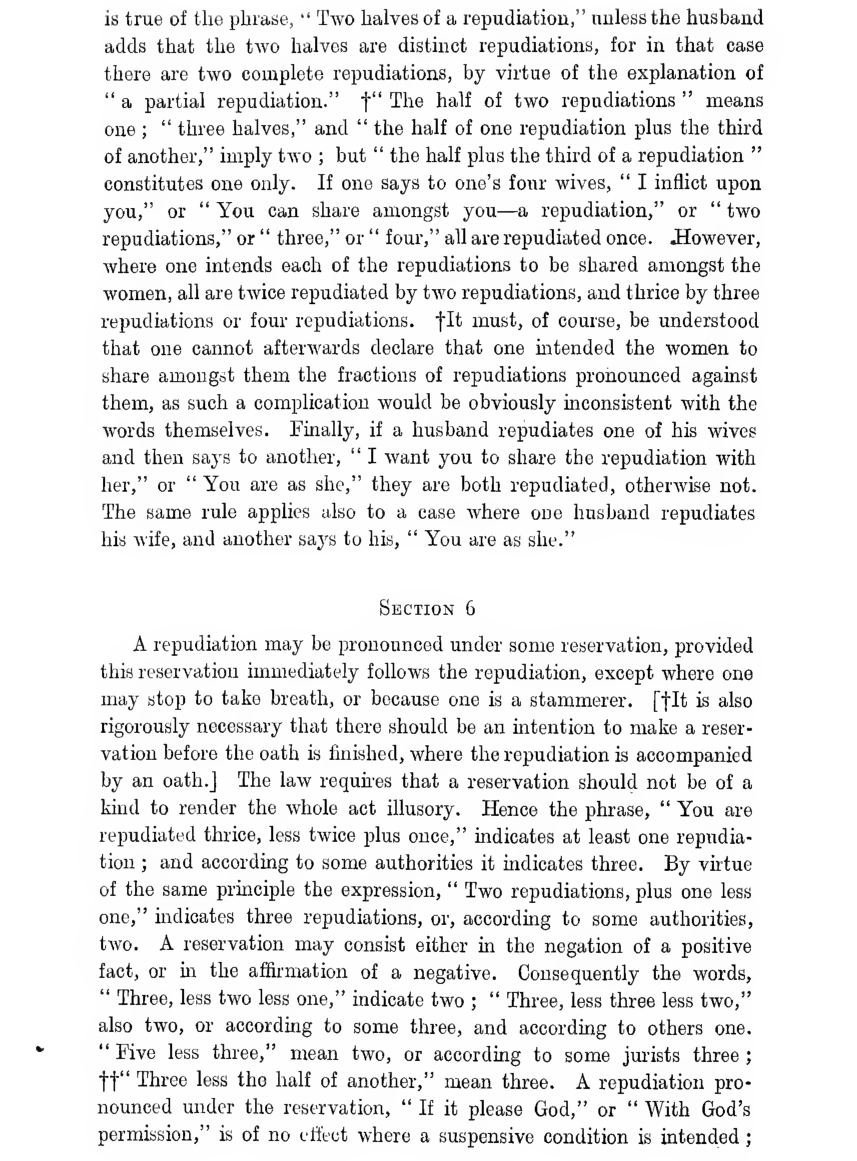 is true of the phrase, “ Two halves of a repudiation,” unless the husband
adds that the two halves are distinct repudiations, for in that case
there are two complete repudiations, by virtue of the explanation of
“ a partial repudiation.” †“ The half of two repudiations ” means
one ; “ three halves,” and “ the half of one repudiation plus the third
of another,” imply two ; but “ the half plus the third of a repudiation ”
constitutes one only. If one says to one’s four wives, “ I inflict upon
you,” or “ You can share amongst you—a repudiation,” or “ two
repudiations,” or “ three,” or “ four,” all are repudiated once. However,
where one intends each of the repudiations to be shared amongst the
women, all are twice repudiated by two repudiations, and thrice by three
repudiations or four repudiations. †It must, of course, be understood
that one cannot afterwards declare that one intended the women to
share amongst them the fractions of repudiations pronounced against
them, as such a complication would be obviously inconsistent with the
words themselves. Finally, if a husband repudiates one of his wives
and then says to another, “ I want you to share the repudiation with
her,” or “ You are as she,” they are both repudiated, otherwise not.
The same rule applies also to a case where one husband repudiates
his wife, and another says to his, “ You are as she.”
SECTION 6
A repudiation may be pronounced under some reservation, provided
this reservation immediately follows the repudiation, except where one
may stop to take breath, or because one is a stammerer. [†It is also
rigorously necessary that there should be an intention to make a reser-
vation before the oath is finished, where the repudiation is accompanied
by an oath.] The law requires that a reservation should not be of a
kind to render the whole act illusory. Hence the phrase, “ You are
repudiated thrice, less twice plus once,” indicates at least one repudia-
tion ; and according to some authorities it indicates three. By virtue
of the same principle the expression, “ Two repudiations, plus one less
one,” indicates three repudiations, or, according to some authorities,
two. A reservation may consist either in the negation of a positive
fact, or in the affirmation of a negative. Consequently the words,
“ Three, less two less one,” indicate two ; “ Three, less three less two,”
also two, or according to some three, and according to others one.
“ Five less three,” mean two, or according to some jurists three ;
††“ Three less the half of another,” mean three. A repudiation pro-
nounced under the reservation, “ If it please God,” or “ With God’s
permission,” is of no effect where a suspensive condition is intended ;